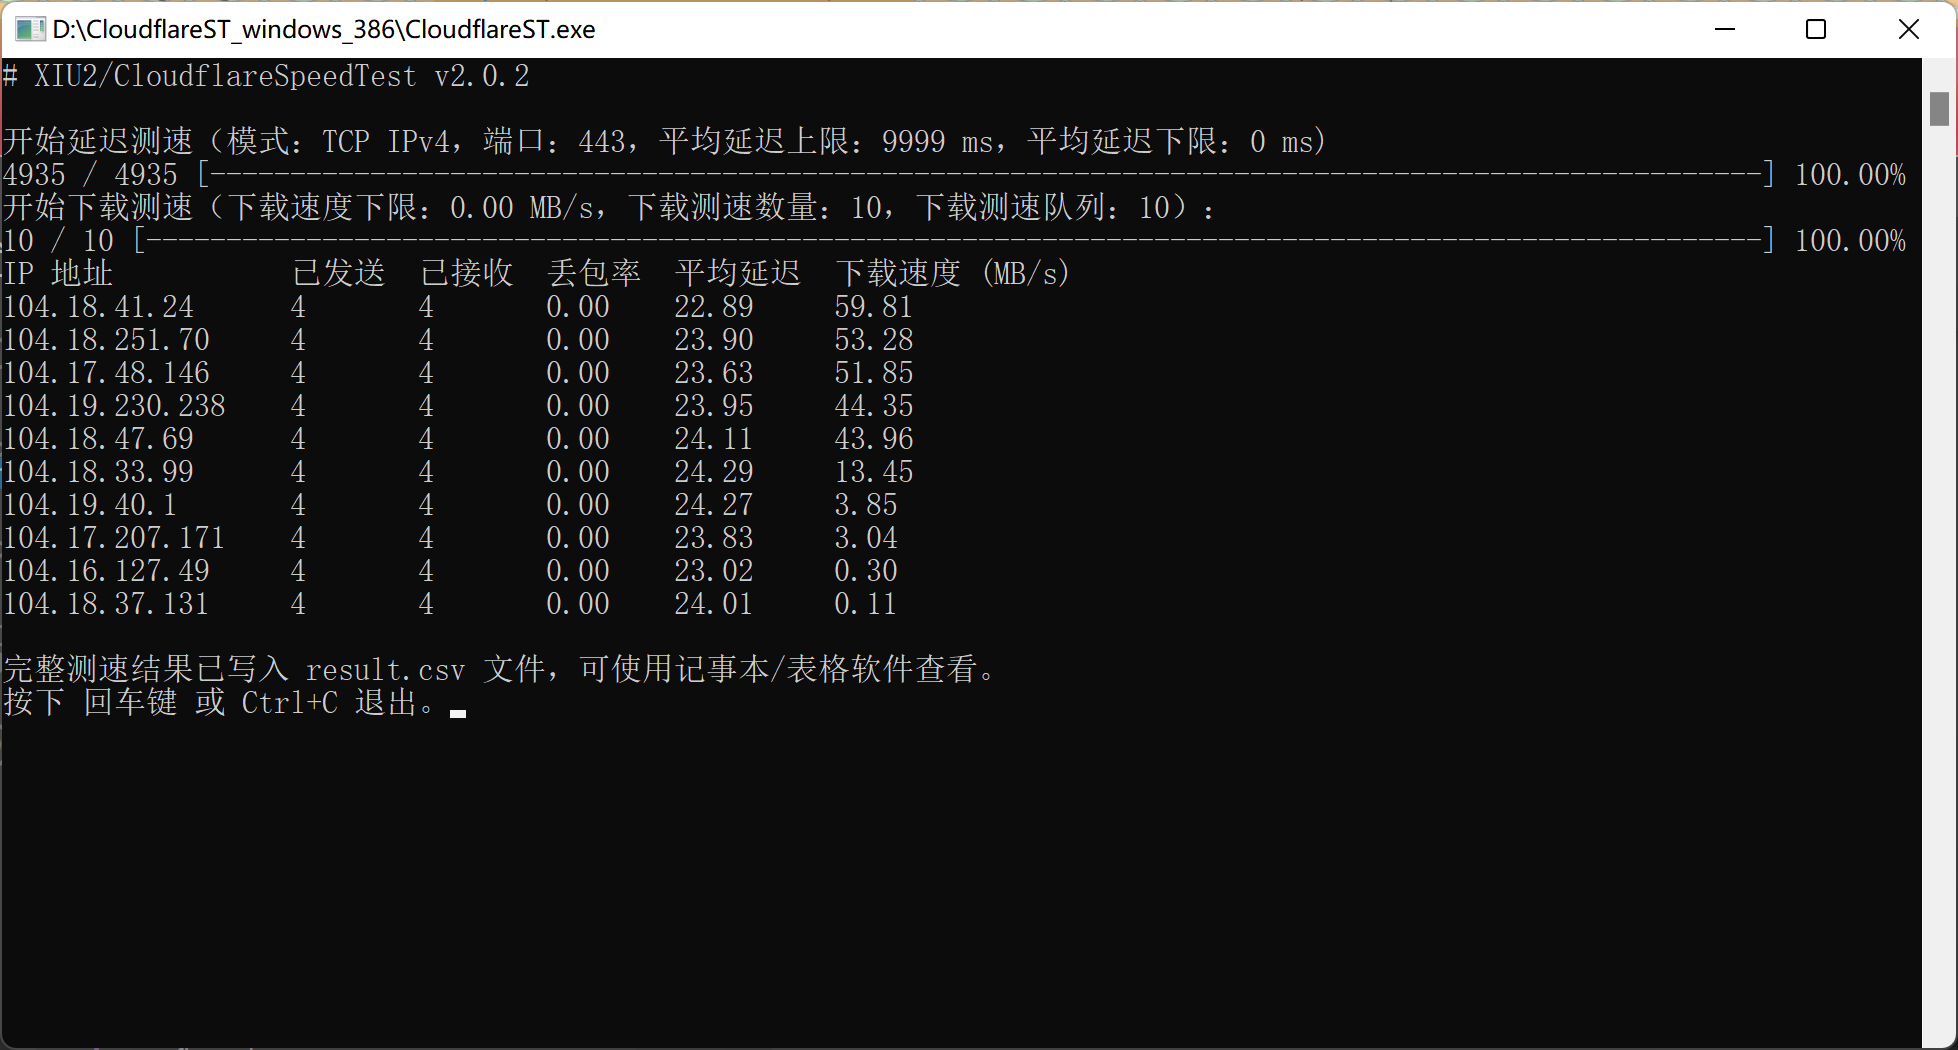 D:\CloudflareST_windows_386\CloudflareST.exe
# XIU2/CloudflareSpeedTest v2.0.2
开始延迟测速（模式：TCP IPv4，端口：443，平均延迟上限：9999 ms，平均延迟下限：0 ms)
4935 / 4935 [-----------------------------------------------------------------------------------------------] 100.00%
开始下载测速（下载速度下限：0.00 MB/s，下载测速数量：10，下载测速队列：10）：
10 / 10 [---------------------------------------------------------------------------------------------------] 100.00%
IP 地址 已发送 已接收 丢包率 平均延迟 下载速度 (MB/s)
104.18.41.24 4 4 0.00 22.89 59.81
104.18.251.70 4 4 0.00 23.90 53.28
104.17.48.146 4 4 0.00 23.63 51.85
104.19.230.238 4 4 0.00 23.95 44.35
104.18.47.69 4 4 0.00 24.11 43.96
104.18.33.99 4 4 0.00 24.29 13.45
104.19.40.1 4 4 0.00 24.27 3.85
104.17.207.171 4 4 0.00 23.83 3.04
104.16.127.49 4 4 0.00 23.02 0.30
104.18.37.131 4 4 0.00 24.01 0.11
完整测速结果已写入 result.csv 文件，可使用记事本/表格软件查看。
按下 回车键 或 Ctrl+C 退出。